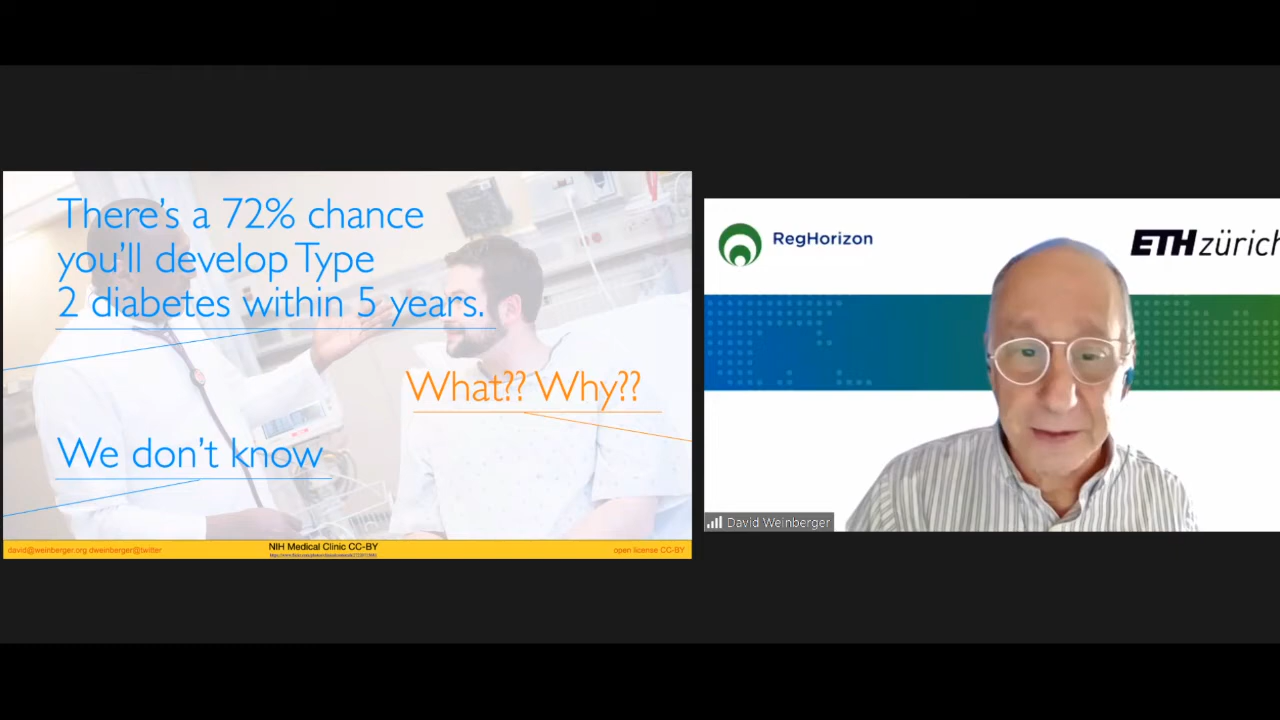 There's a 72% chance
you'll develop Type
2 diabetes within 5 years.
What?? Why??
We don't know
david@weinberger.org dweinberger@twitter
NIH Medical Clinic CC-BY
open license CC-BY
RegHorizon
ETH zürich
David Weinberger